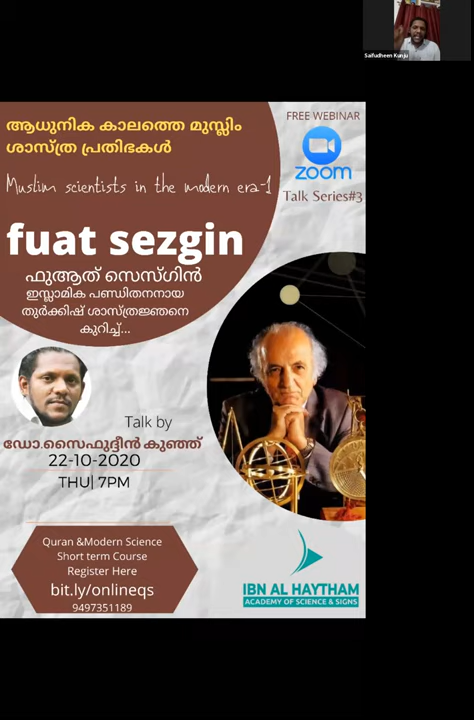 Saifudheen Kunju
ആധുനിക കാലത്തെ മുസ്ലിം
ശാസ്ത്ര പ്രതിഭകൾ
FREE WEBINAR
zoom
Talk Series#3
Muslim scientists in the modern era-1
fuat sezgin
ഫുആത് സെസ്ഗിൻ
ഇസ്ലാമിക പണ്ഡിതനനായ
തുർക്കിഷ് ശാസ്ത്രജ്ഞനെ
കുറിച്ച്...
Talk by
ഡോ.സൈഫുദ്ദീൻ കുഞ്ഞ്
22-10-2020
THU| 7PM
Quran &Modern Science
Short term Course
Register Here
bit.ly/onlineqs
9497351189
IBN AL HAYTHAM
ACADEMY OF SCIENCE & SIGNS